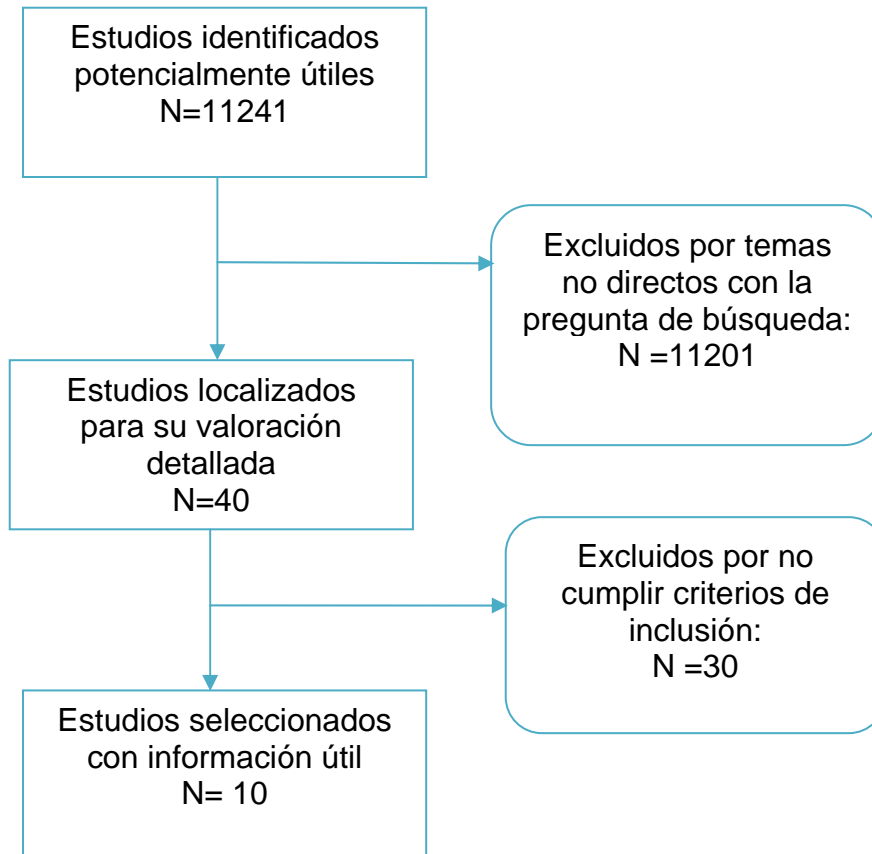 Estudios identificados
potencialmente útiles
N=11241
Excluidos por temas
no directos con la
pregunta de búsqueda:
N =11201
Estudios localizados
para su valoración
detallada
N=40
Excluidos por no
cumplir criterios de
inclusión:
N =30
Estudios seleccionados
con información útil
N= 10